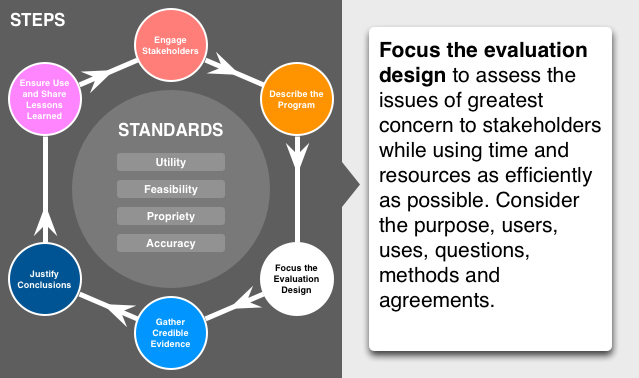 STEPS
Engage
Stakeholders
Describe the
Program
Focus the
Evaluation
Design
Gather
Credible
Evidence
Justify
Conclusions
Ensure Use
and Share
Lessons
Learned
STANDARDS
Utility
Feasibility
Propriety
Accuracy
Focus the evaluation
design to assess the
issues of greatest
concern to stakeholders
while using time and
resources as efficiently
as possible. Consider
the purpose, users,
uses, questions,
methods and
agreements.